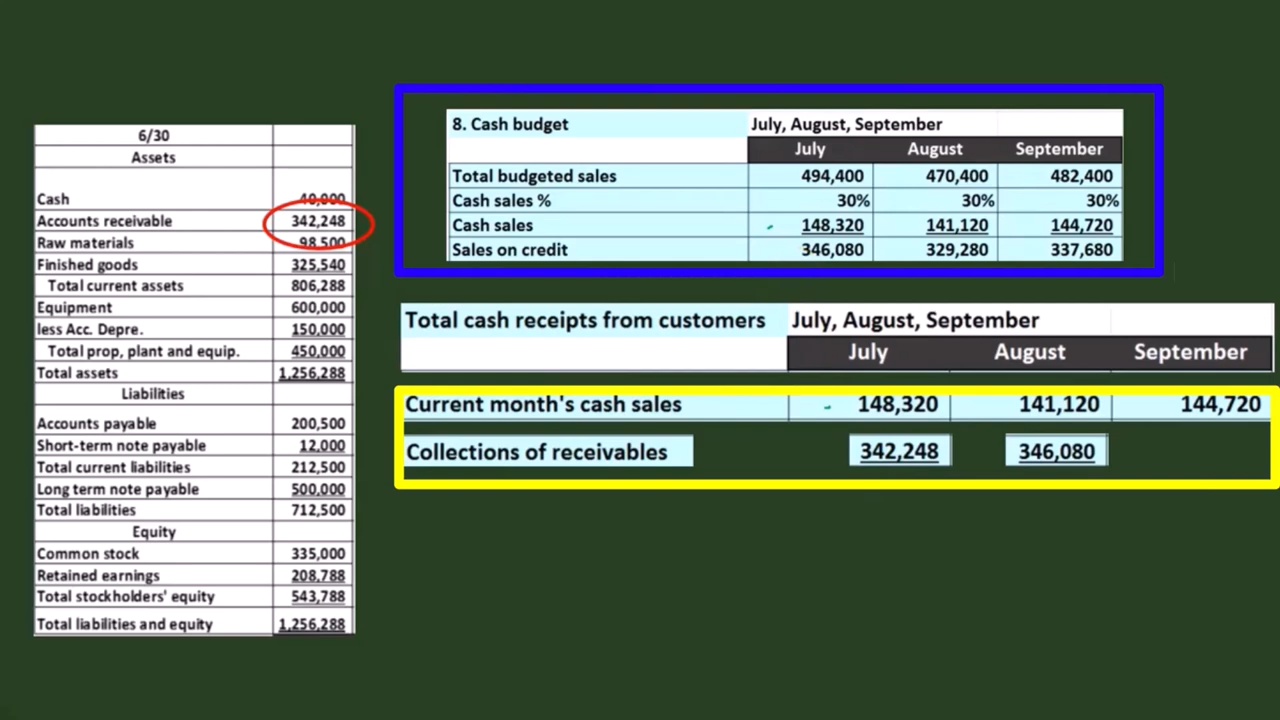 6/30
Assets
Cash 40,000
Accounts receivable 342,248
Raw materials 98,500
Finished goods 325,540
Total current assets 806,288
Equipment 600,000
less Acc. Depre. 150,000
Total prop, plant and equip. 450,000
Total assets 1,256,288
Liabilities
Accounts payable 200,500
Short-term note payable 12,000
Total current liabilities 212,500
Long term note payable 500,000
Total liabilities 712,500
Equity
Common stock 335,000
Retained earnings 208,788
Total stockholders' equity 543,788
Total liabilities and equity 1,256,288
8. Cash budget July, August, September
July August September
Total budgeted sales 494,400 470,400 482,400
Cash sales % 30% 30% 30%
Cash sales 148,320 141,120 144,720
Sales on credit 346,080 329,280 337,680
Total cash receipts from customers July, August, September
July August September
Current month's cash sales 148,320 141,120 144,720
Collections of receivables 342,248 346,080